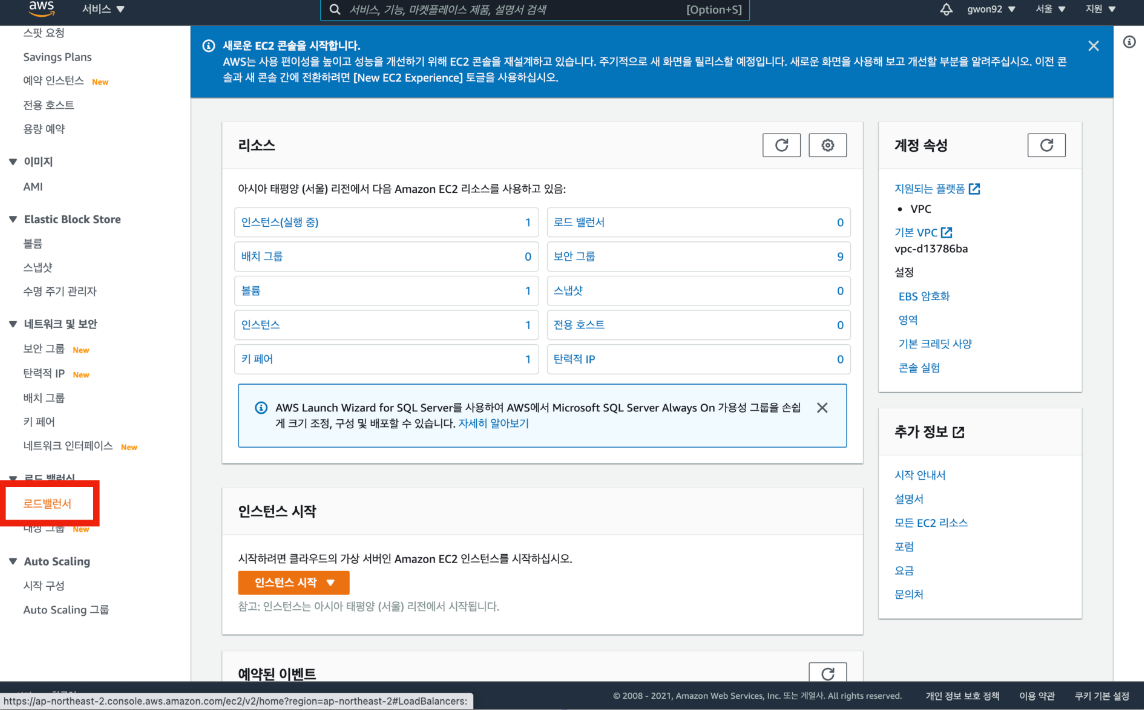 aws
서비스 ▼
서비스, 기능, 마켓플레이스 제품, 설명서 검색
[Option+S]
gwon92 ▼
서울 ▼
지원 ▼
스팟 요청
Savings Plans
예약 인스턴스 New
전용 호스트
용량 예약
▼ 이미지
AMI
▼ Elastic Block Store
볼륨
스냅샷
수명 주기 관리자
▼ 네트워크 및 보안
보안 그룹 New
탄력적 IP New
배치 그룹
키 페어
네트워크 인터페이스 New
▼ 로드 밸런싱
로드밸런서
대상 그룹 New
▼ Auto Scaling
시작 구성
Auto Scaling 그룹
새로운 EC2 콘솔을 시작합니다.
AWS는 사용 편이성을 높이고 성능을 개선하기 위해 EC2 콘솔을 재설계하고 있습니다. 주기적으로 새 화면을 릴리스할 예정입니다. 새로운 화면을 사용해 보고 개선할 부분을 알려주십시오. 이전 콘
솔과 새 콘솔 간에 전환하려면 [New EC2 Experience] 토글을 사용하십시오.
리소스
아시아 태평양 (서울) 리전에서 다음 Amazon EC2 리소스를 사용하고 있음:
인스턴스(실행 중) 1
로드 밸런서 0
배치 그룹 0
보안 그룹 9
볼륨 1
스냅샷 0
인스턴스 1
전용 호스트 0
키 페어 1
탄력적 IP 0
AWS Launch Wizard for SQL Server를 사용하여 AWS에서 Microsoft SQL Server Always On 가용성 그룹을 손쉽
게 크기 조정, 구성 및 배포할 수 있습니다. 자세히 알아보기
인스턴스 시작
시작하려면 클라우드의 가상 서버인 Amazon EC2 인스턴스를 시작하십시오.
인스턴스 시작 ▼
참고: 인스턴스는 아시아 태평양 (서울) 리전에서 시작됩니다.
예약된 이벤트
계정 속성
지원되는 플랫폼
• VPC
기본 VPC
vpc-d13786ba
설정
EBS 암호화
영역
기본 크레딧 사양
콘솔 실험
추가 정보
시작 안내서
설명서
모든 EC2 리소스
포럼
요금
문의처
https://ap-northeast-2.console.aws.amazon.com/ec2/v2/home?region=ap-northeast-2#LoadBalancers:
© 2008 - 2021, Amazon Web Services, Inc. 또는 계열사. All rights reserved.
개인 정보 보호 정책
이용 약관
쿠키 기본 설정